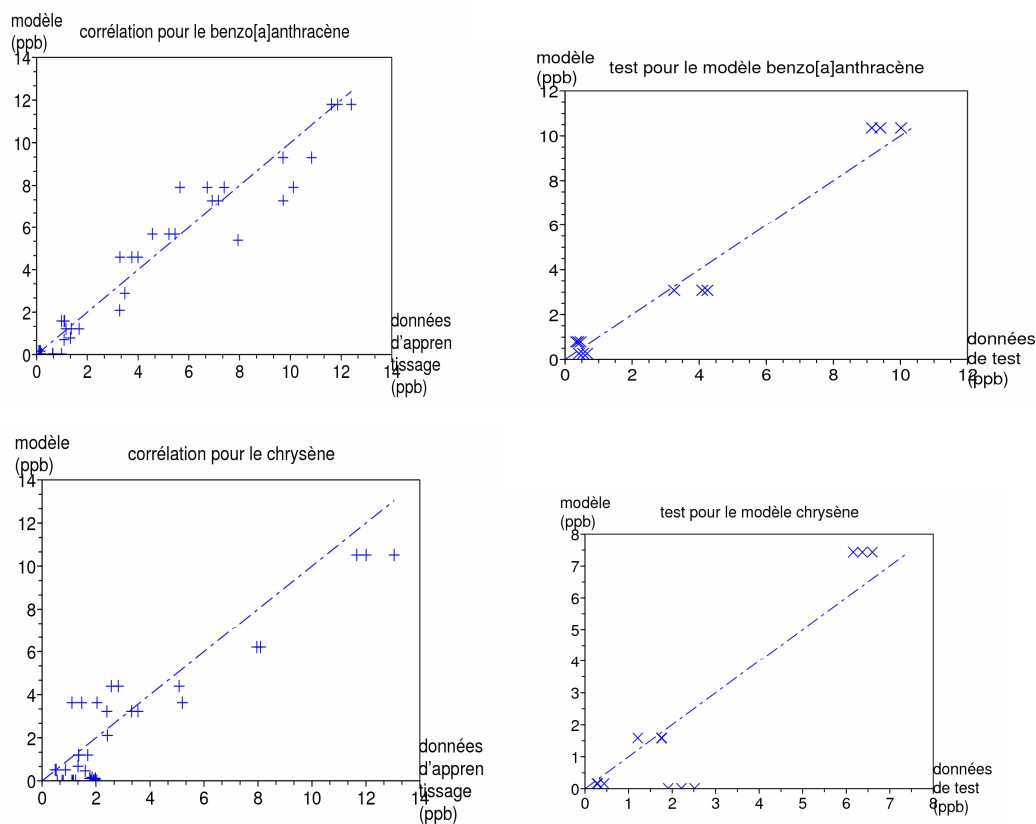 modèle
(ppb)
corrélation pour le benzo[a]anthracène
14
12
10
8
6
4
2
0
0 2 4 6 8 10 12 14
données
d'appren
tissage
(ppb)
modèle
(ppb)
test pour le modèle benzo[a]anthracène
12
10
8
6
4
2
0
0 2 4 6 8 10 12
données
de test
(ppb)
modèle
(ppb)
corrélation pour le chrysène
14
12
10
8
6
4
2
0
0 2 4 6 8 10 12 14
données
d'appren
tissage
(ppb)
modèle
(ppb)
test pour le modèle chrysène
8
7
6
5
4
3
2
1
0
0 1 2 3 4 5 6 7 8
données
de test
(ppb)